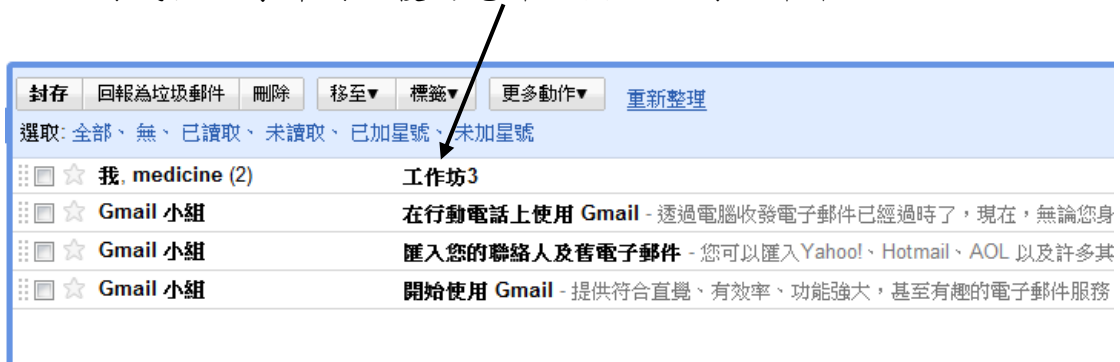 封存 回報為垃圾郵件 刪除 移至▼ 標籤▼ 更多動作▼ 重新整理
選取: 全部、 無、 已讀取、 未讀取、 已加星號、 未加星號
我, medicine (2) 工作坊3
Gmail 小組 在行動電話上使用 Gmail - 透過電腦收發電子郵件已經過時了，現在，無論您身
Gmail 小組 匯入您的聯絡人及舊電子郵件 - 您可以匯入Yahoo!、Hotmail、AOL 以及許多其
Gmail 小組 開始使用 Gmail - 提供符合直覺、有效率、功能強大，甚至有趣的電子郵件服務